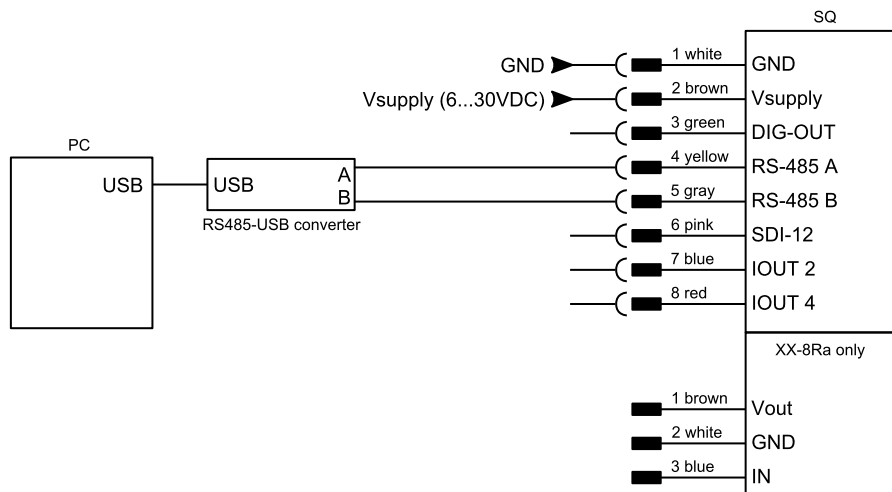 SQ
GND 1 white GND
Vsupply (6...30VDC) 2 brown Vsupply
3 green DIG-OUT
PC
USB USB A 4 yellow RS-485 A
B 5 gray RS-485 B
RS485-USB converter
6 pink SDI-12
7 blue IOUT 2
8 red IOUT 4
XX-8Ra only
1 brown Vout
2 white GND
3 blue IN